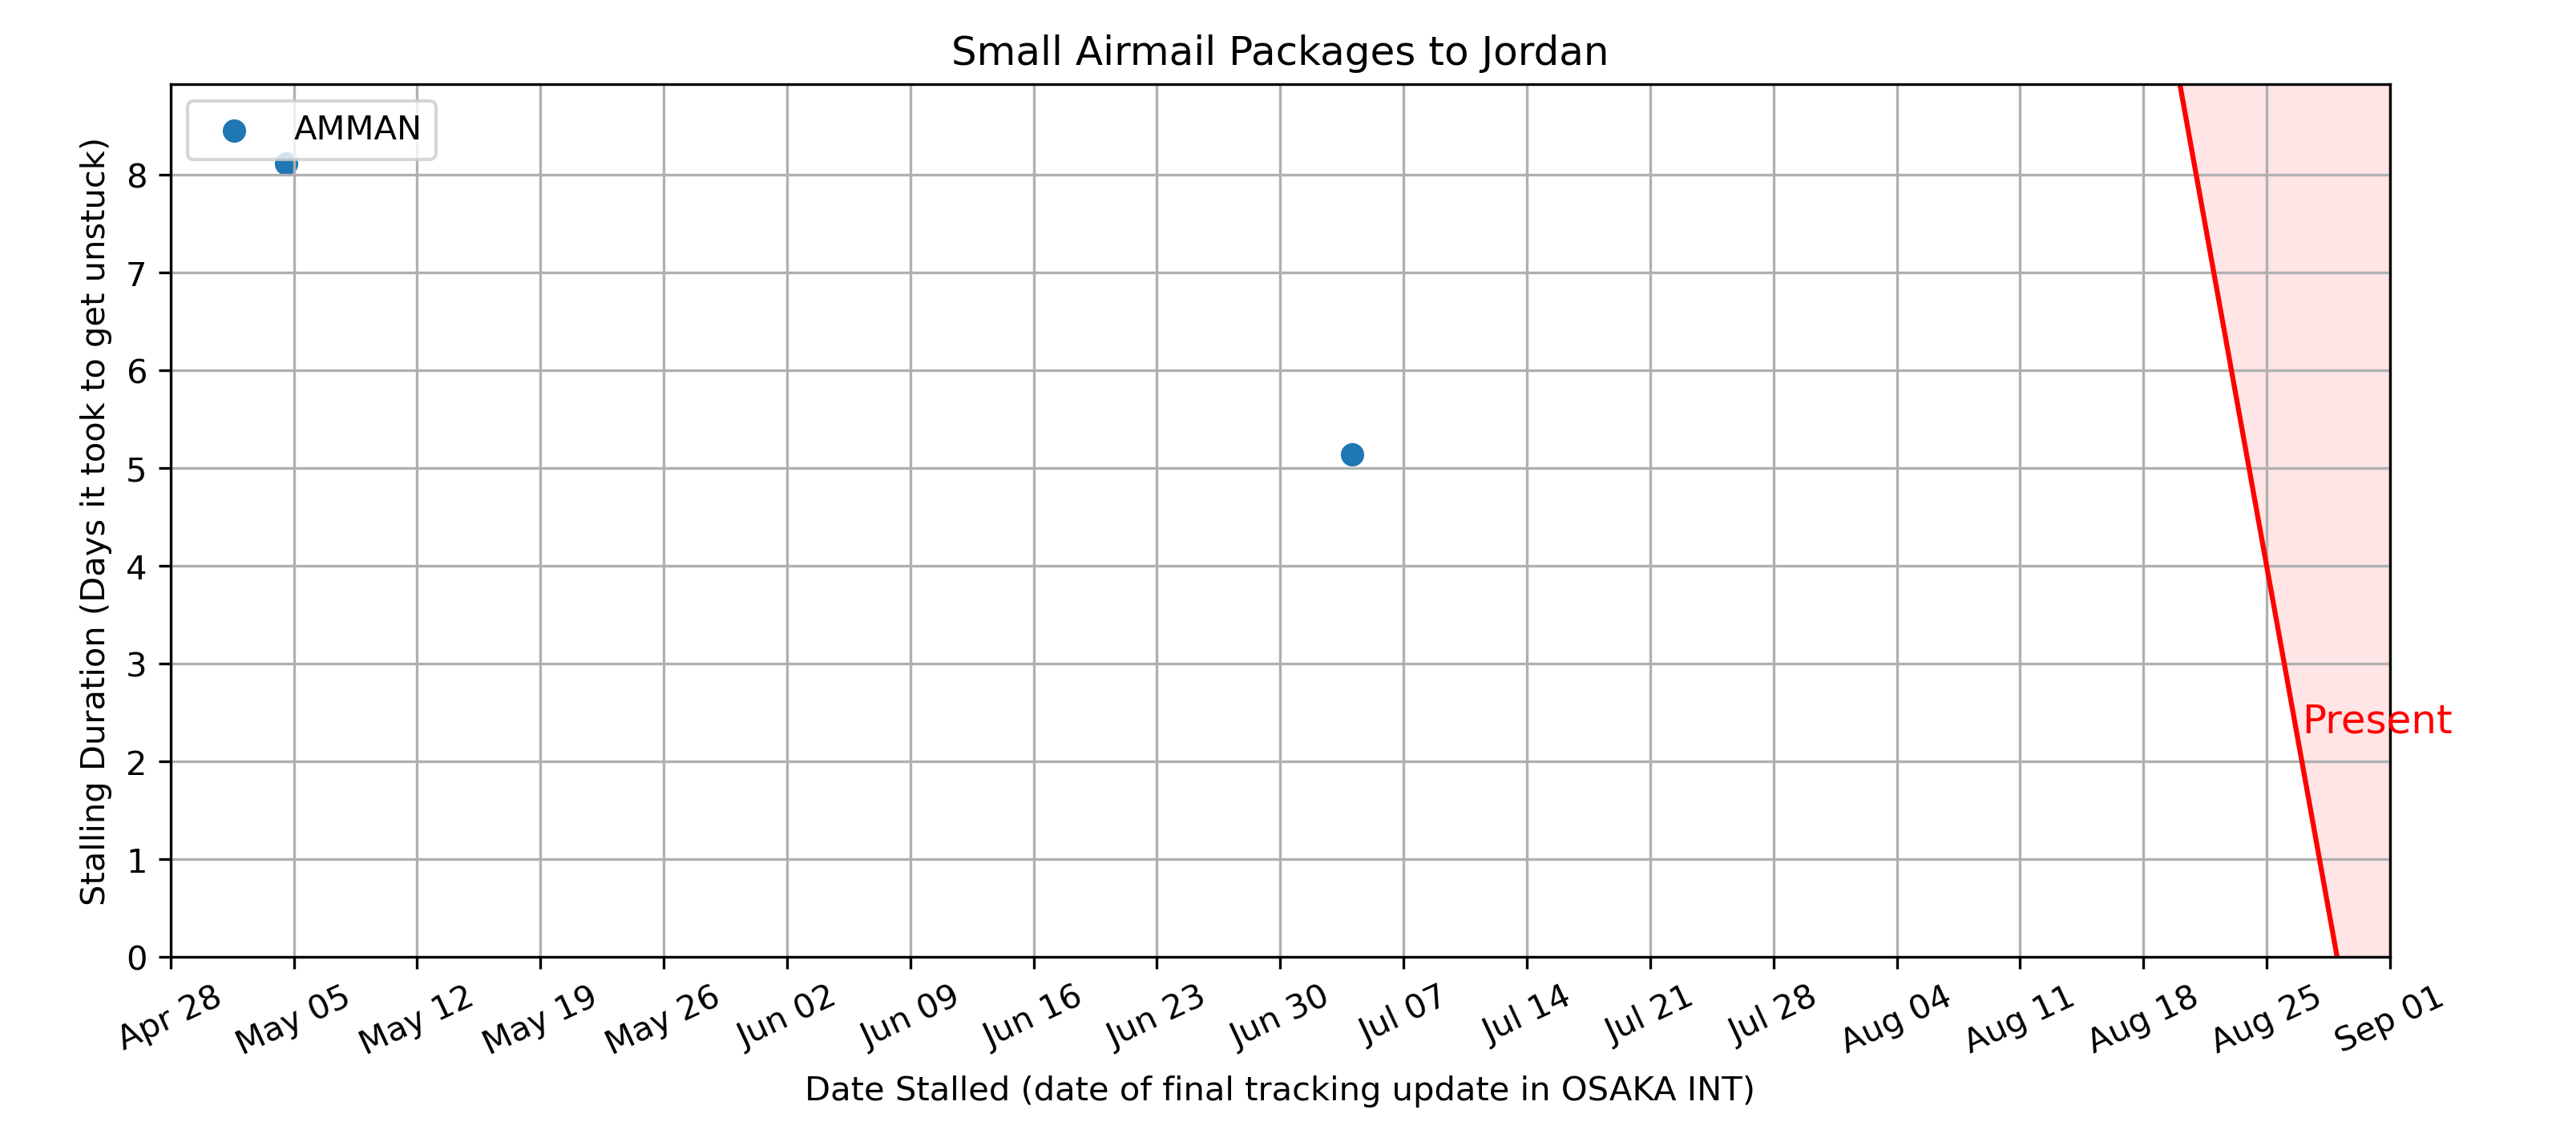 Small Airmail Packages to Jordan
AMMAN
Stalling Duration (Days it took to get unstuck)
8
7
6
5
4
3
2
1
0
Present
Apr 28
May 05
May 12
May 19
May 26
Jun 02
Jun 09
Jun 16
Jun 23
Jun 30
Jul 07
Jul 14
Jul 21
Jul 28
Aug 04
Aug 11
Aug 18
Aug 25
Sep 01
Date Stalled (date of final tracking update in OSAKA INT)